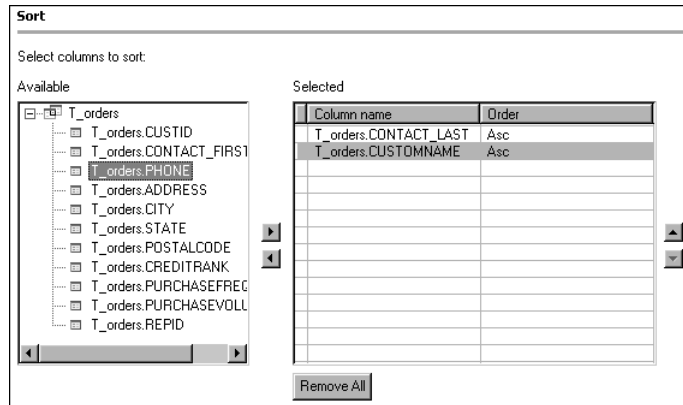 Sort
Select columns to sort:
Available
Selected
T_orders
T_orders.CUSTID
T_orders.CONTACT_FIRST
T_orders.PHONE
T_orders.ADDRESS
T_orders.CITY
T_orders.STATE
T_orders.POSTALCODE
T_orders.CREDITRANK
T_orders.PURCHASEFREQ
T_orders.PURCHASEVOLU
T_orders.REPID
Column name Order
T_orders.CONTACT_LAST Asc
T_orders.CUSTOMNAME Asc
Remove All